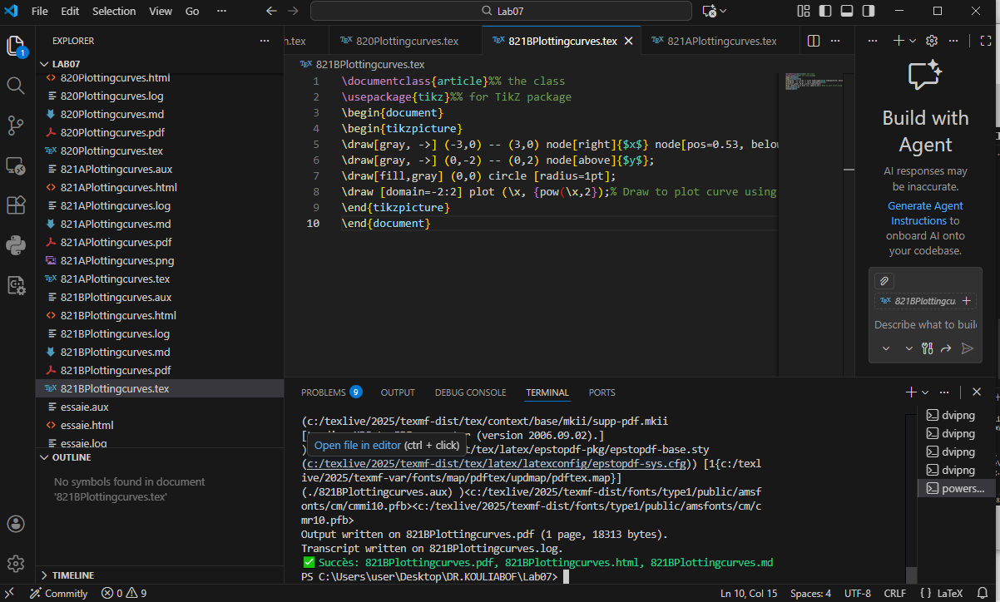 File Edit Selection View Go ··· Lab07
EXPLORER ···
LAB07
820Plottingcurves.html
820Plottingcurves.log
820Plottingcurves.md
820Plottingcurves.pdf
820Plottingcurves.tex
821APlottingcurves.aux
821APlottingcurves.html
821APlottingcurves.log
821APlottingcurves.md
821APlottingcurves.pdf
821APlottingcurves.png
821APlottingcurves.tex
821BPlottingcurves.aux
821BPlottingcurves.html
821BPlottingcurves.log
821BPlottingcurves.md
821BPlottingcurves.pdf
821BPlottingcurves.tex
essaie.aux
essaie.html
essaie.log
OUTLINE
No symbols found in document
'821BPlottingcurves.tex'
TIMELINE
h.tex TEX 820Plottingcurves.tex TEX 821BPlottingcurves.tex TEX 821APlottingcurves.tex
TEX 821BPlottingcurves.tex
1 \documentclass{article}%% the class
2 \usepackage{tikz}%% for TikZ package
3 \begin{document}
4 \begin{tikzpicture}
5 \draw[gray, ->] (-3,0) -- (3,0) node[right]{$x$} node[pos=0.53, belo
6 \draw[gray, ->] (0,-2) -- (0,2) node[above]{$y$};
7 \draw[fill,gray] (0,0) circle [radius=1pt];
8 \draw [domain=-2:2] plot (\x, {pow(\x,2});% Draw to plot curve using
9 \end{tikzpicture}
10 \end{document}
PROBLEMS 9 OUTPUT DEBUG CONSOLE TERMINAL PORTS
(c:/texlive/2025/texmf-dist/tex/context/base/mkii/supp-pdf.mkii
[ (version 2006.09.02).]
Open file in editor (ctrl + click)
) t/tex/latex/epstopdf-pkg/epstopdf-base.sty
(c:/texlive/2025/texmf-dist/tex/latex/latexconfig/epstopdf-sys.cfg)) [1{c:/texl
ive/2025/texmf-var/fonts/map/pdftex/updmap/pdftex.map}]
(./821BPlottingcurves.aux) )<c:/texlive/2025/texmf-dist/fonts/type1/public/amsf
onts/cm/cmmi10.pfb><c:/texlive/2025/texmf-dist/fonts/type1/public/amsfonts/cm/c
mr10.pfb>
Output written on 821BPlottingcurves.pdf (1 page, 18313 bytes).
Transcript written on 821BPlottingcurves.log.
✅ Succès: 821BPlottingcurves.pdf, 821BPlottingcurves.html, 821BPlottingcurves.md
PS C:\Users\user\Desktop\DR.KOULIABOF\Lab07>
dvipng
dvipng
dvipng
dvipng
powers...
Build with
Agent
AI responses may
be inaccurate.
Generate Agent
Instructions to
onboard AI onto
your codebase.
TEX 821BPlottingcu
Describe what to buil
Commitly 0 9 Ln 10, Col 15 Spaces: 4 UTF-8 CRLF {} LaTeX